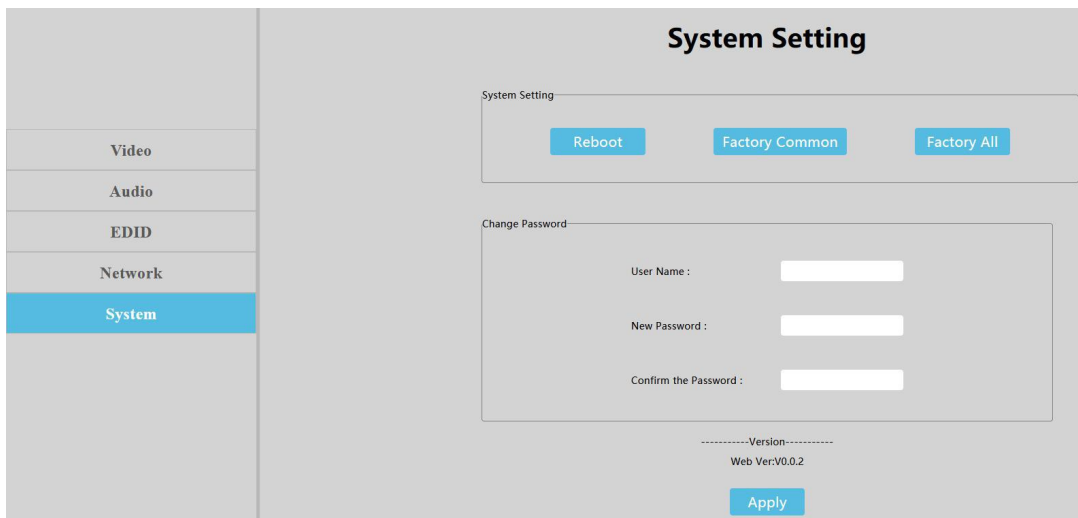 System Setting
Video
Audio
EDID
Network
System
System Setting
Reboot Factory Common Factory All
Change Password
User Name :
New Password :
Confirm the Password :
-----------Version-----------
Web Ver:V0.0.2
Apply